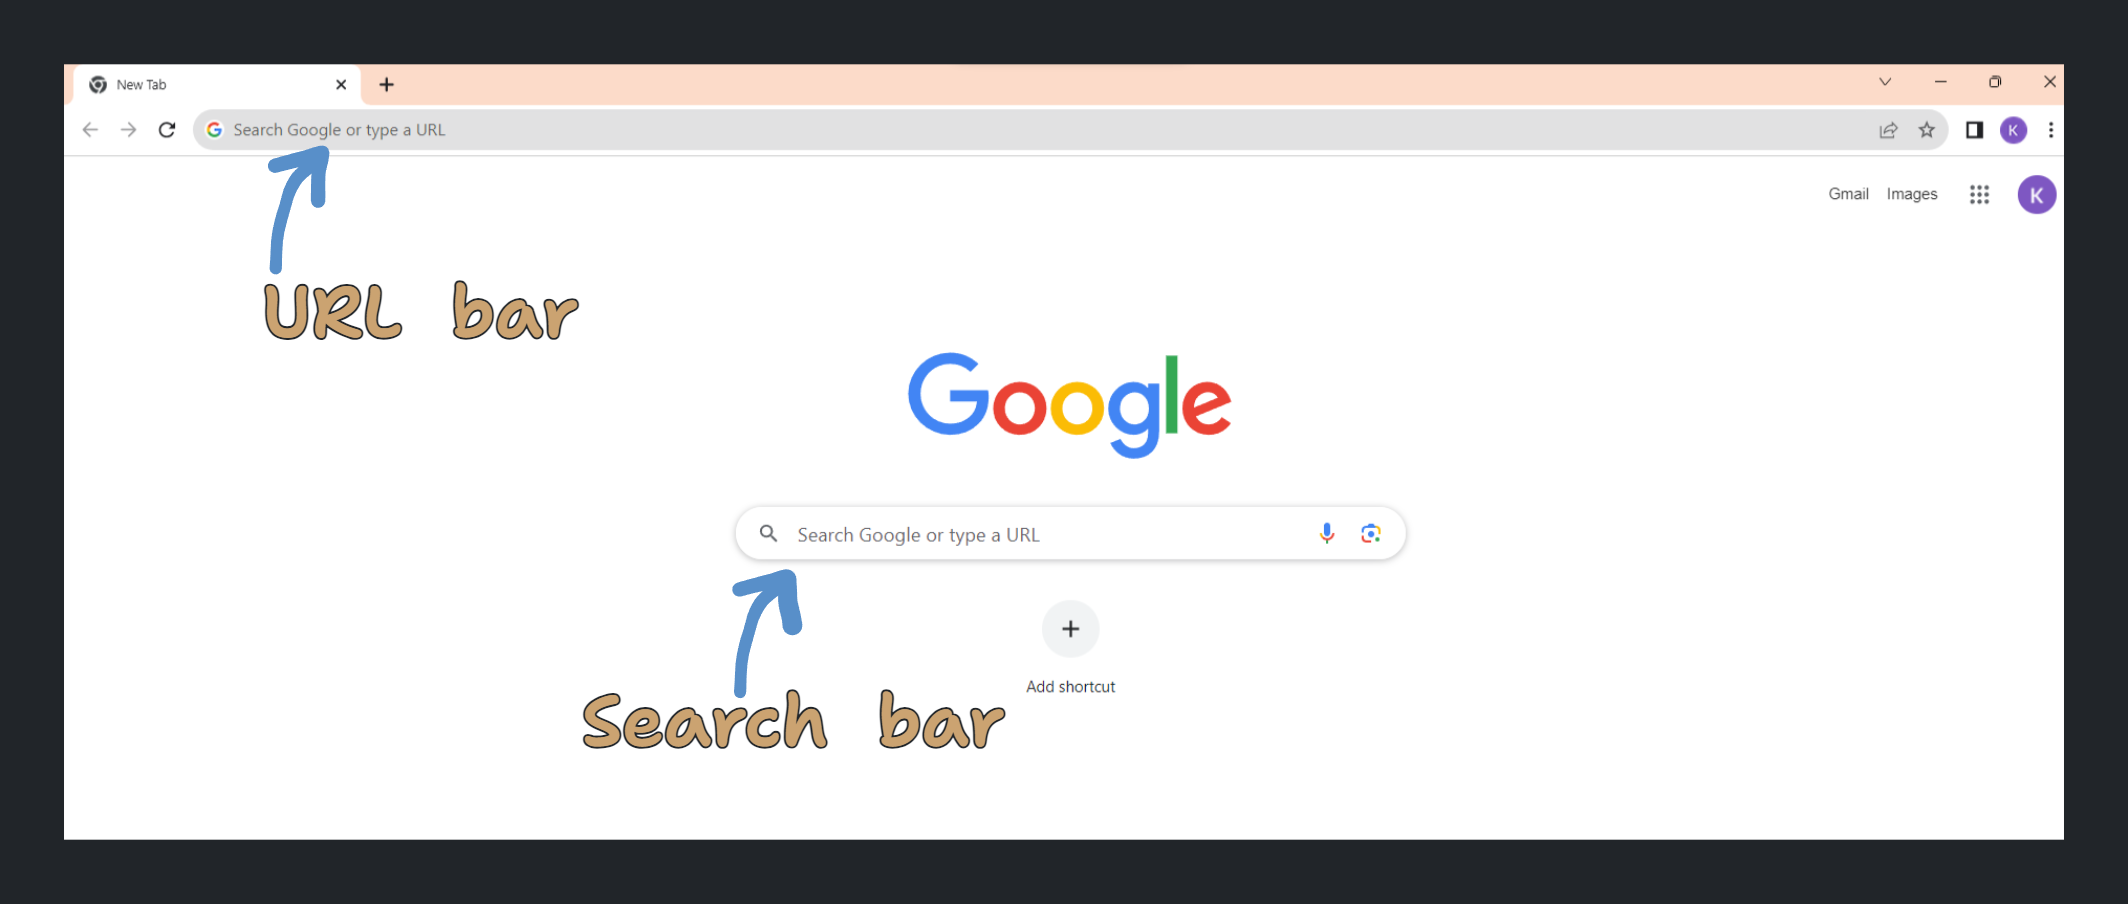 New Tab
Search Google or type a URL
K
Gmail Images
K
URL bar
Google
Search Google or type a URL
Add shortcut
Search bar